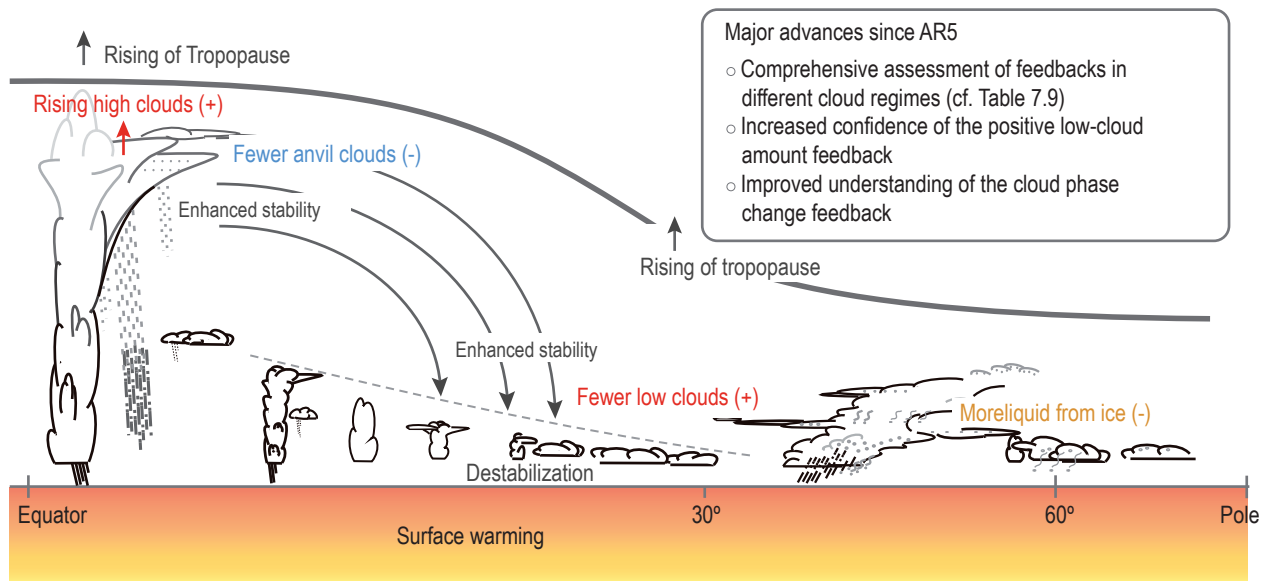 Rising of Tropopause
Rising high clouds (+)
Fewer anvil clouds (-)
Enhanced stability
Major advances since AR5
○ Comprehensive assessment of feedbacks in
different cloud regimes (cf. Table 7.9)
○ Increased confidence of the positive low-cloud
amount feedback
○ Improved understanding of the cloud phase
change feedback
Rising of tropopause
Enhanced stability
Fewer low clouds (+)
Moreliquid from ice (-)
Destabilization
Equator
30º
60º
Pole
Surface warming